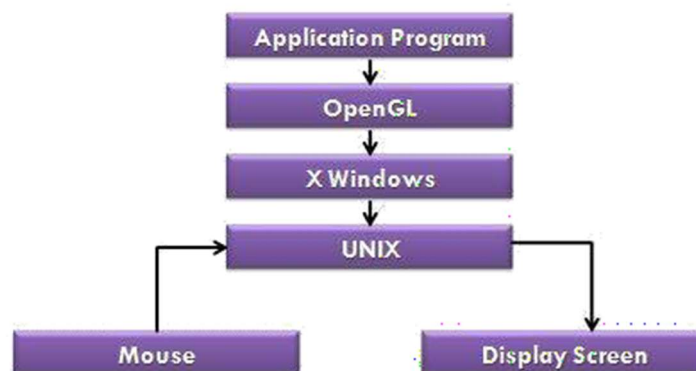 Application Program
OpenGL
X Windows
UNIX
Mouse
Display Screen